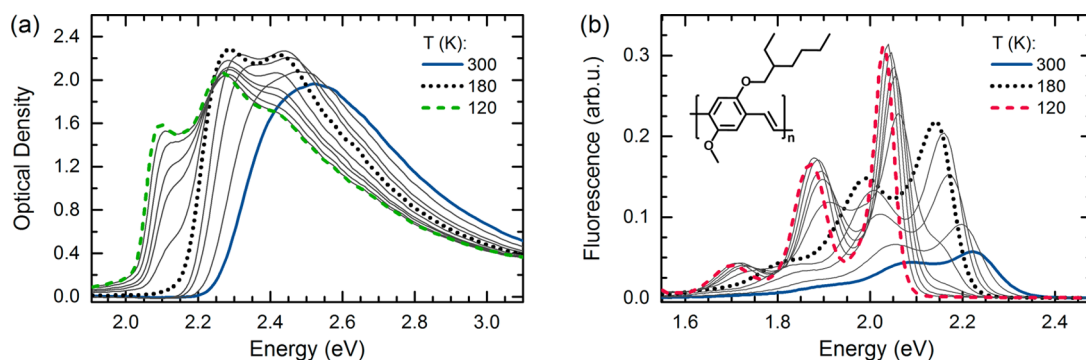 (a)
Optical Density
2.4
2.0
1.6
1.2
0.8
0.4
0.0
T (K):
300
180
120
2.0
2.2
2.4
2.6
2.8
3.0
Energy (eV)
(b)
Fluorescence (arb.u.)
0.3
0.2
0.1
0.0
O
O
n
T (K):
300
180
120
1.6
1.8
2.0
2.2
2.4
Energy (eV)